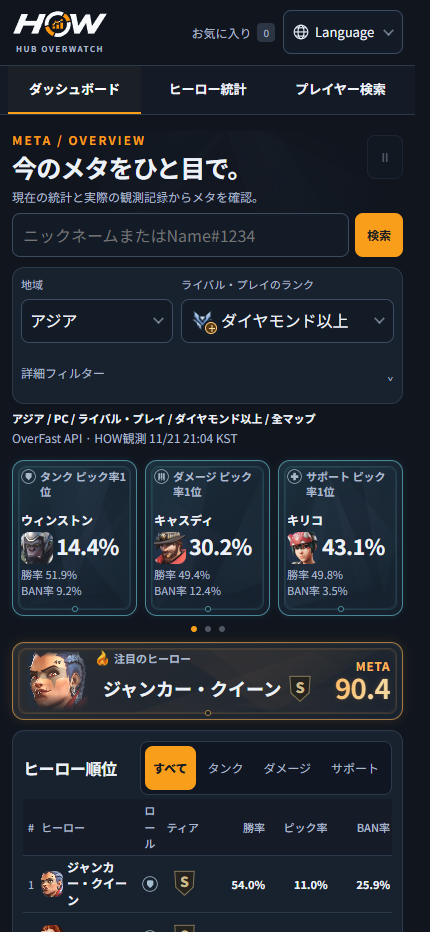 HOW
HUB OVERWATCH
お気に入り 0
Language
ダッシュボード ヒーロー統計 プレイヤー検索
META / OVERVIEW
今のメタをひと目で。
現在の統計と実際の観測記録からメタを確認。
ニックネームまたはName#1234 検索
地域 ライバル・プレイのランク
アジア ダイヤモンド以上
詳細フィルター
アジア / PC / ライバル・プレイ / ダイヤモンド以上 / 全マップ
OverFast API · HOW観測 11/21 21:04 KST
タンク ピック率1
位
ウィンストン
14.4%
勝率 51.9%
BAN率 9.2%
ダメージ ピック
率1位
キャスディ
30.2%
勝率 49.4%
BAN率 12.4%
サポート ピック
率1位
キリコ
43.1%
勝率 49.8%
BAN率 3.5%
注目のヒーロー
ジャンカー・クイーン S
META
90.4
ヒーロー順位
すべて タンク ダメージ サポート
# ヒーロー ロール ティア 勝率 ピック率 BAN率
1 ジャンカ
ー・クイー
ン
S 54.0% 11.0% 25.9%